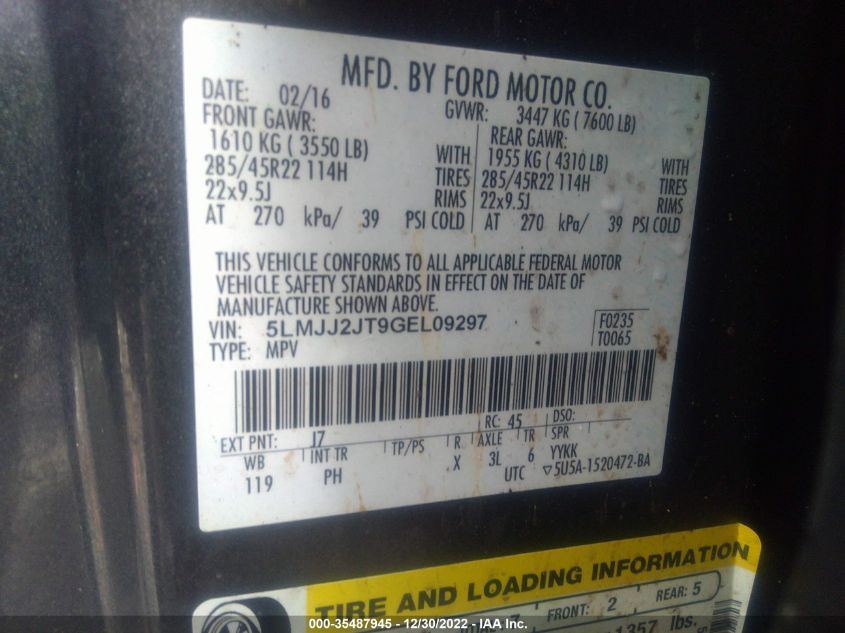 MFD. BY FORD MOTOR CO.
DATE: 02/16 GVWR: 3447 KG ( 7600 LB)
FRONT GAWR: REAR GAWR:
1610 KG ( 3550 LB) WITH 1955 KG ( 4310 LB) WITH
285/45R22 114H TIRES 285/45R22 114H TIRES
22x9.5J RIMS 22x9.5J RIMS
AT 270 kPa/ 39 PSI COLD AT 270 kPa/ 39 PSI COLD
THIS VEHICLE CONFORMS TO ALL APPLICABLE FEDERAL MOTOR
VEHICLE SAFETY STANDARDS IN EFFECT ON THE DATE OF
MANUFACTURE SHOWN ABOVE.
VIN: 5LMJJ2JT9GEL09297 F0235
TYPE: MPV T0065
EXT PNT: J7 RC: 45 DSO:
WB INT TR TP/PS R AXLE TR SPR
119 PH X 3L 6 YYKK
UTC ▽5U5A-1520472-BA
TIRE AND LOADING INFORMATION
FRONT: 2 REAR: 5
1357 lbs.
000-35487945 - 12/30/2022 - IAA Inc.